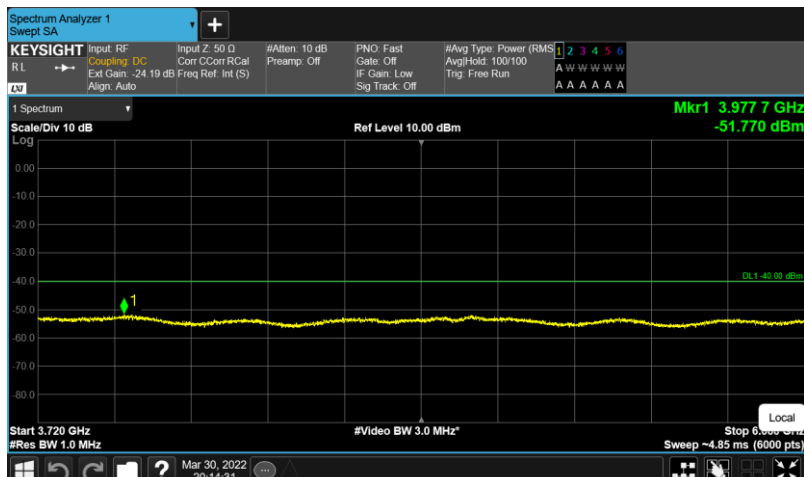 Spectrum Analyzer 1
Swept SA
KEYSIGHT
RL
LXI
Input: RF
Coupling: DC
Ext Gain: -24.19 dB
Align: Auto
Input Z: 50 Ω
Corr CCorr RCal
Freq Ref: Int (S)
#Atten: 10 dB
Preamp: Off
PNO: Fast
Gate: Off
IF Gain: Low
Sig Track: Off
#Avg Type: Power (RMS
Avg|Hold: 100/100
Trig: Free Run
1 2 3 4 5 6
A W W W W W
A A A A A A
1 Spectrum
Mkr1 3.977 7 GHz
Scale/Div 10 dB
Ref Level 10.00 dBm
-51.770 dBm
Log
0.00
-10.0
-20.0
-30.0
-40.0
DL1 -40.00 dBm
1
-50.0
-60.0
-70.0
-80.0
Local
Start 3.720 GHz
#Video BW 3.0 MHz*
Stop
#Res BW 1.0 MHz
Sweep ~4.85 ms (6000 pts)
?
Mar 30, 2022
20:14:31